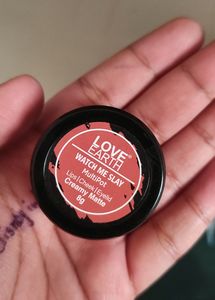 LOVE
EARTH®
WATCH ME SLAY
MultiPot
Lips|Cheek|Eyelid
Creamy Matte
8g